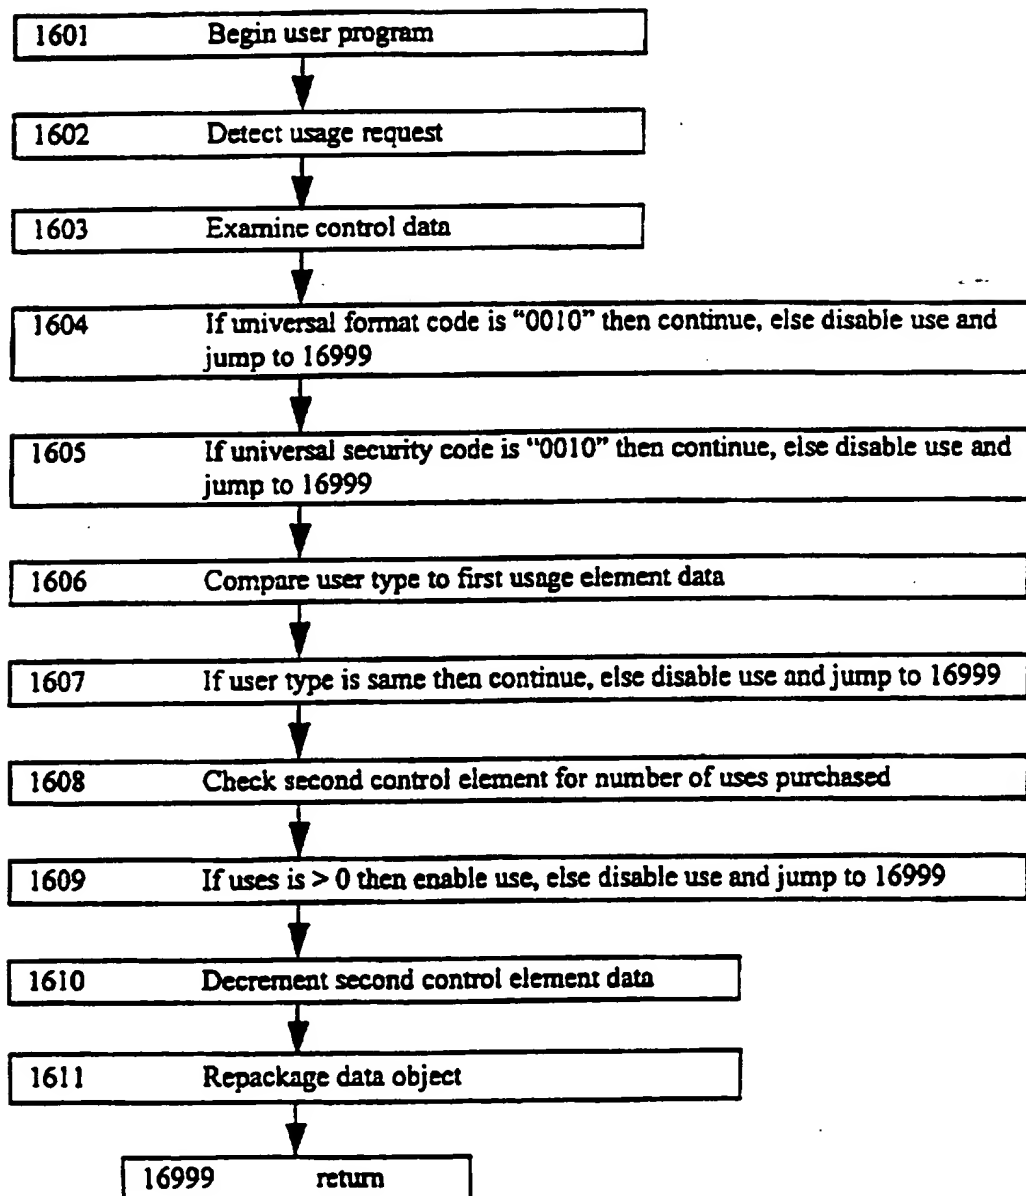 1601 Begin user program
1602 Detect usage request
1603 Examine control data
1604 If universal format code is “0010” then continue, else disable use and
jump to 16999
1605 If universal security code is “0010” then continue, else disable use and
jump to 16999
1606 Compare user type to first usage element data
1607 If user type is same then continue, else disable use and jump to 16999
1608 Check second control element for number of uses purchased
1609 If uses is > 0 then enable use, else disable use and jump to 16999
1610 Decrement second control element data
1611 Repackage data object
16999 return